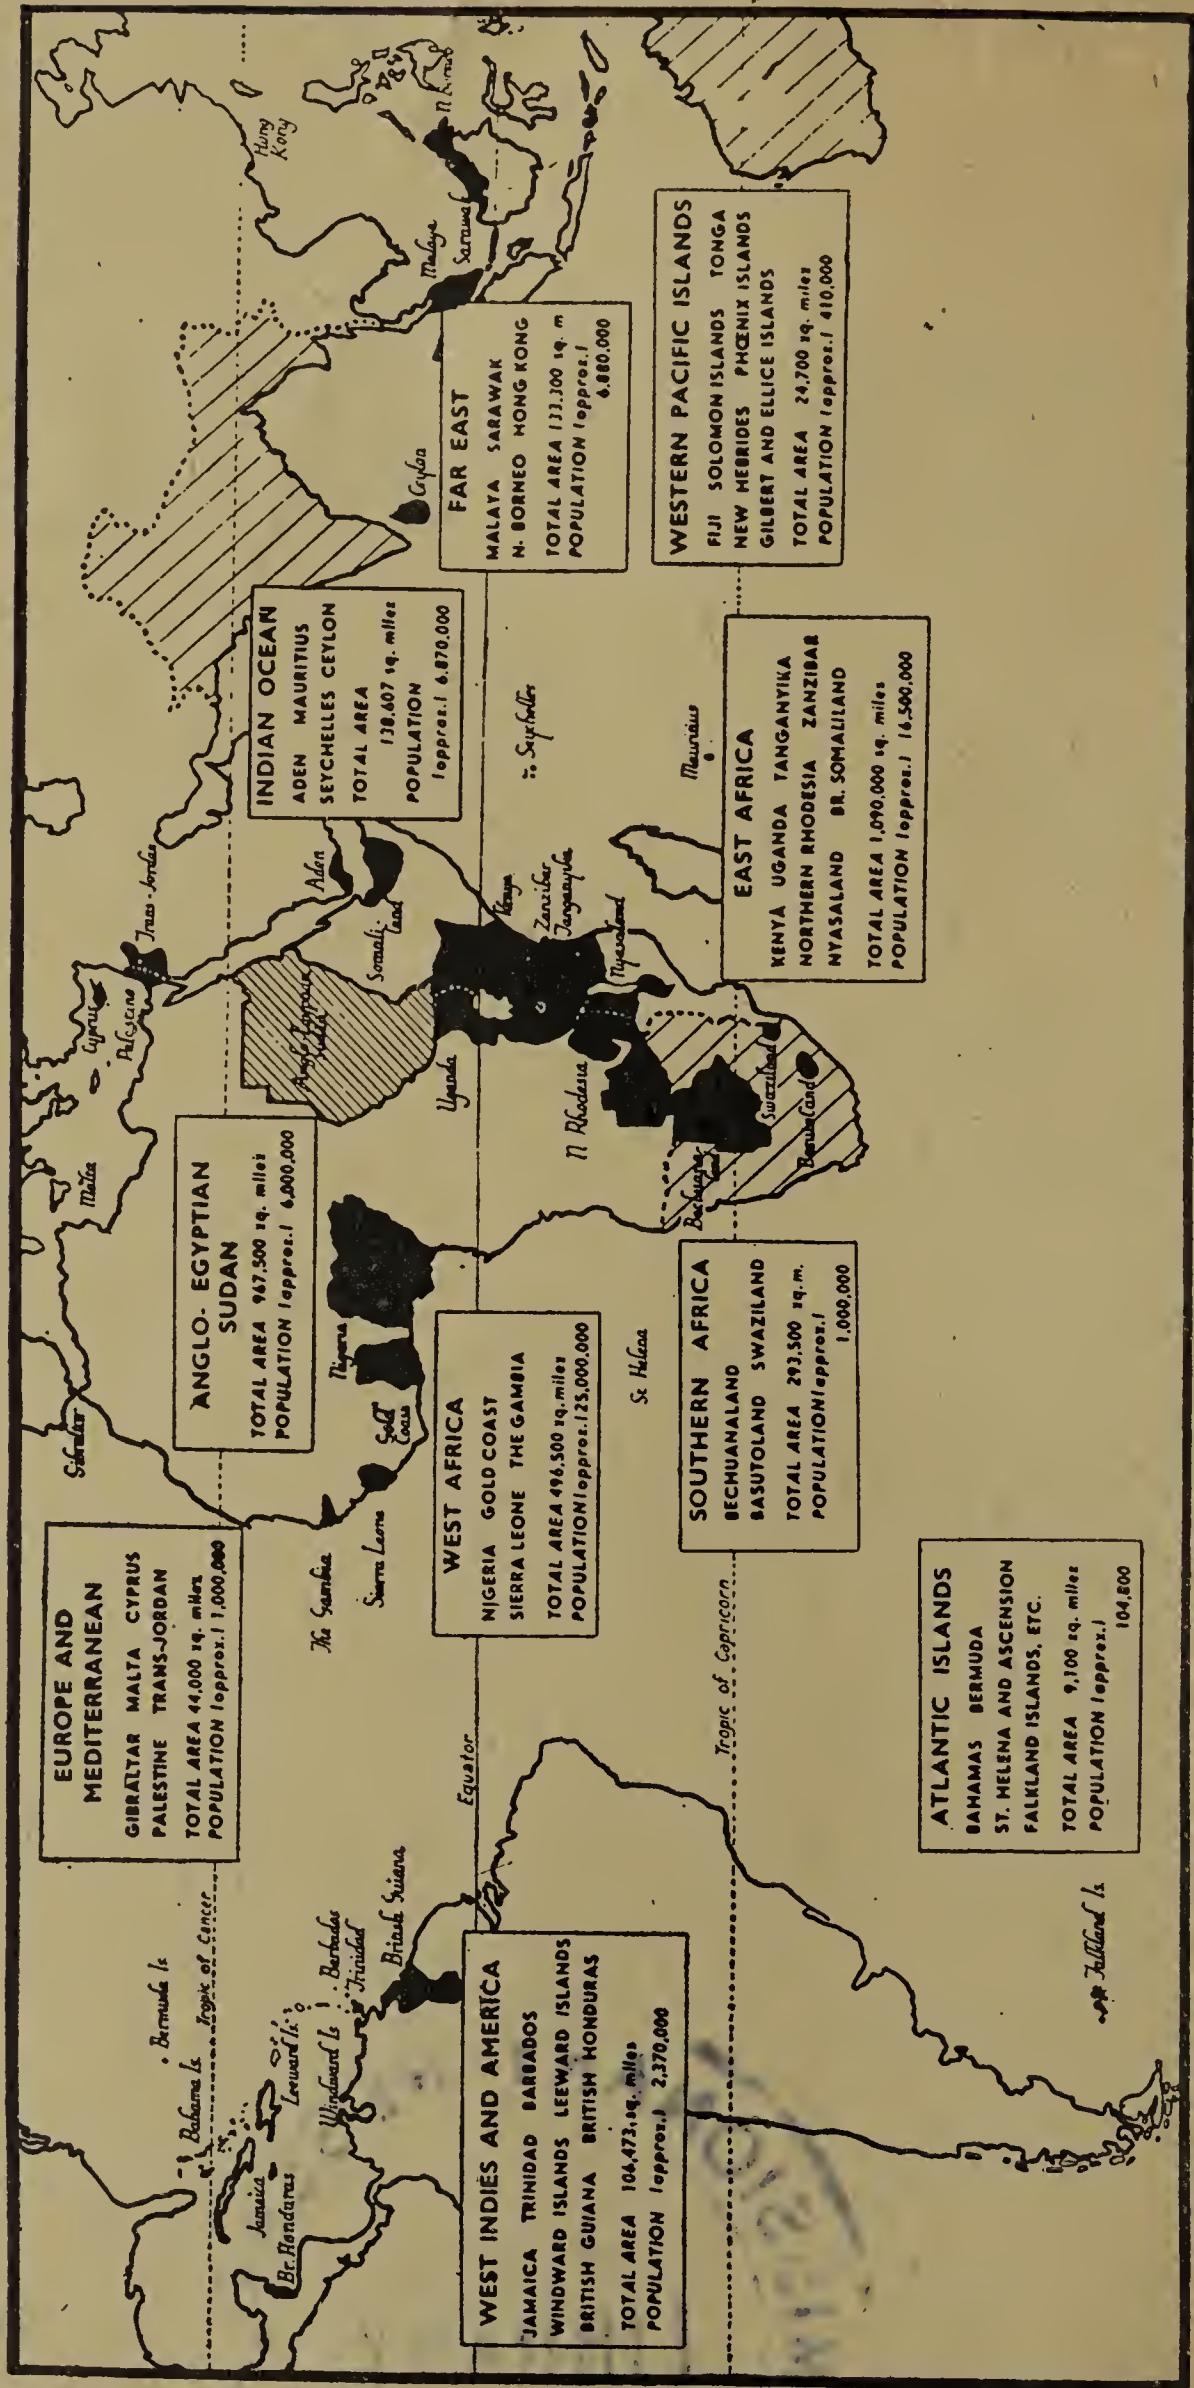 EUROPE AND
MEDITERRANEAN
GIBRALTAR MALTA CYPRUS
PALESTINE TRANS-JORDAN
TOTAL AREA 44,000 sq. miles
POPULATION (approx.) 1,000,000
ANGLO-EGYPTIAN
SUDAN
TOTAL AREA 967,500 sq. miles
POPULATION (approx.) 6,000,000
INDIAN OCEAN
ADEN MAURITIUS
SEYCHELLES CEYLON
TOTAL AREA
138,607 sq. miles
POPULATION
(approx.) 6,870,000
FAR EAST
MALAYA SARAWAK
N. BORNEO HONG KONG
TOTAL AREA 133,300 sq. m
POPULATION (approx.)
6,880,000
WEST INDIES AND AMERICA
JAMAICA TRINIDAD BARBADOS
WINDWARD ISLANDS LEEWARD ISLANDS
BRITISH GUIANA BRITISH HONDURAS
TOTAL AREA 106,473, sq. miles
POPULATION (approx.) 2,370,000
WEST AFRICA
NIGERIA GOLD COAST
SIERRA LEONE THE GAMBIA
TOTAL AREA 496,500 sq. miles
POPULATION (approx.) 25,000,000
SOUTHERN AFRICA
BECHUANALAND
BASUTOLAND SWAZILAND
TOTAL AREA 293,500 sq. m.
POPULATION (approx.)
1,000,000
EAST AFRICA
KENYA UGANDA TANGANYIKA
NORTHERN RHODESIA ZANZIBAR
NYASALAND BR. SOMALILAND
TOTAL AREA 1,090,000 sq. miles
POPULATION (approx.) 16,500,000
WESTERN PACIFIC ISLANDS
FIJI SOLOMON ISLANDS TONGA
NEW HEBRIDES PHŒNIX ISLANDS
GILBERT AND ELLICE ISLANDS
TOTAL AREA 24,700 sq. miles
POPULATION (approx.) 410,000
ATLANTIC ISLANDS
BAHAMAS BERMUDA
ST. HELENA AND ASCENSION
FALKLAND ISLANDS, ETC.
TOTAL AREA 9,100 sq. miles
POPULATION (approx.)
104,800
Bermuda Is
Bahama Is.
Tropic of Cancer
Jamaica
Br. Honduras
Leeward Is.
Windward Is
Barbados
Trinidad
British Guiana
Equator
Tropic of Capricorn
Falkland Is.
Gibraltar
Malta
Cyprus
Palestine
Trans-Jordan
The Gambia
Sierra Leone
Gold
Coast
Nigeria
St Helena
Anglo-Egyptian
Sudan
Aden
Somali-
land
Uganda
Kenya
Zanzibar
Tanganyika
Nyasaland
N Rhodesia
Bechuana
land
Swaziland
Basutoland
Mauritius
Seychelles
Ceylon
Malaya
Sarawak
N Borneo
Hong
Kong